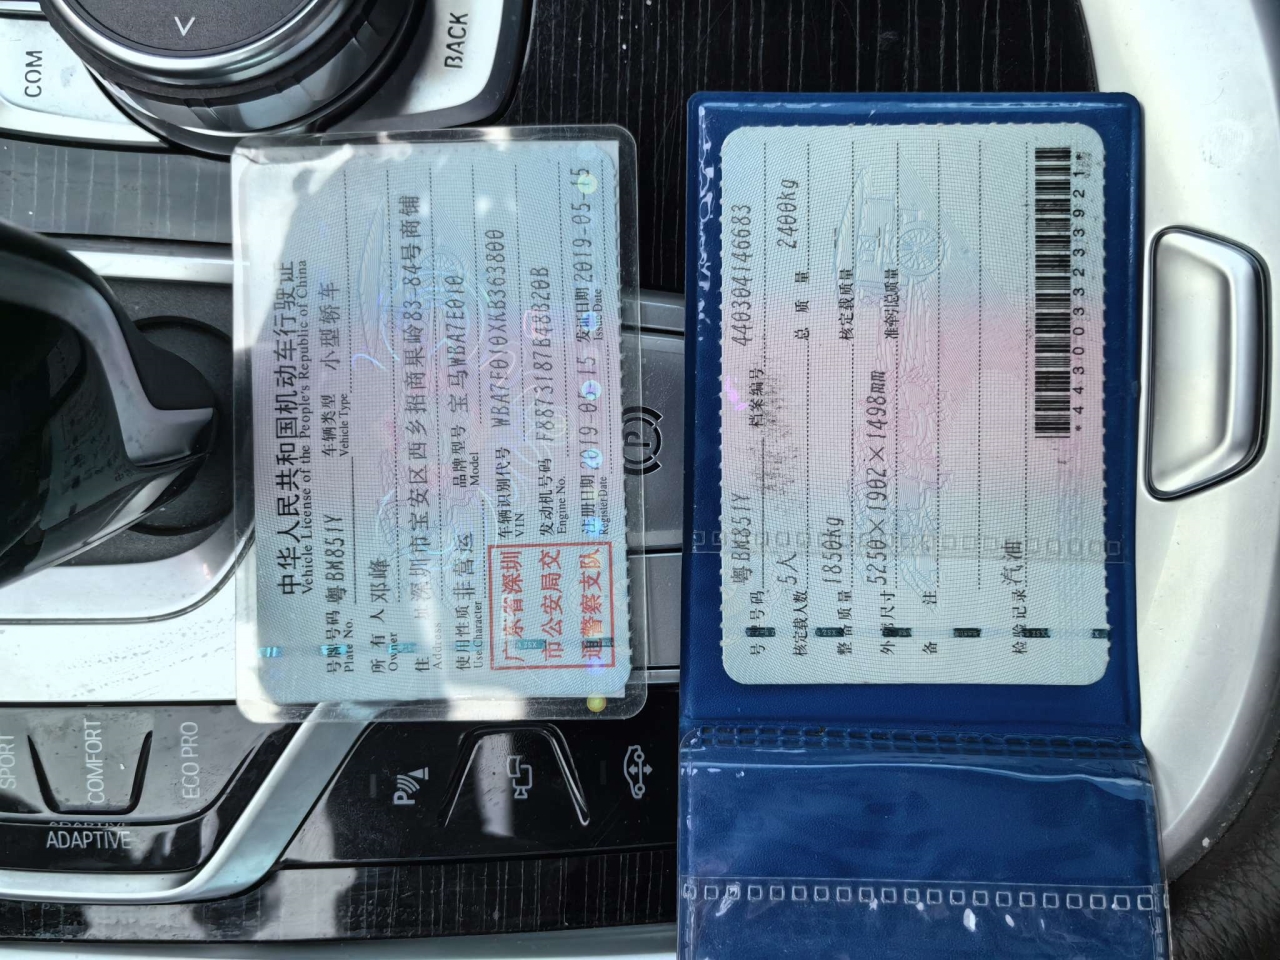 中华人民共和国机动车行驶证
Vehicle License of the People's Republic of China
号牌号码 粤BM851Y 车辆类型 小型轿车
Plate No. Vehicle Type
所有人 邓峰
Owner
住址 深圳市宝安区西乡招商果岭83-84号商铺
Address
使用性质 非营运 品牌型号 宝马WBA7E010
Use Character Model
车辆识别代号 WBA7E010XKB363800
VIN
发动机号码 F8873187B48B20B
Engine No.
注册日期 2019-05-15 发证日期 2019-05-15
Register Date Issue Date
广东省深圳
市公安局交
通警察支队
号牌号码 粤BM851Y 档案编号 440304146683
核定载人数 5人 总质量 2400kg
整备质量 1850kg 核定载质量
外廓尺寸 5250×1902×1498mm 准牵引总质量
备注
检验记录 汽油
*4430033233921*
COM
BACK
SPORT
COMFORT
ECO PRO
ADAPTIVE
P
P